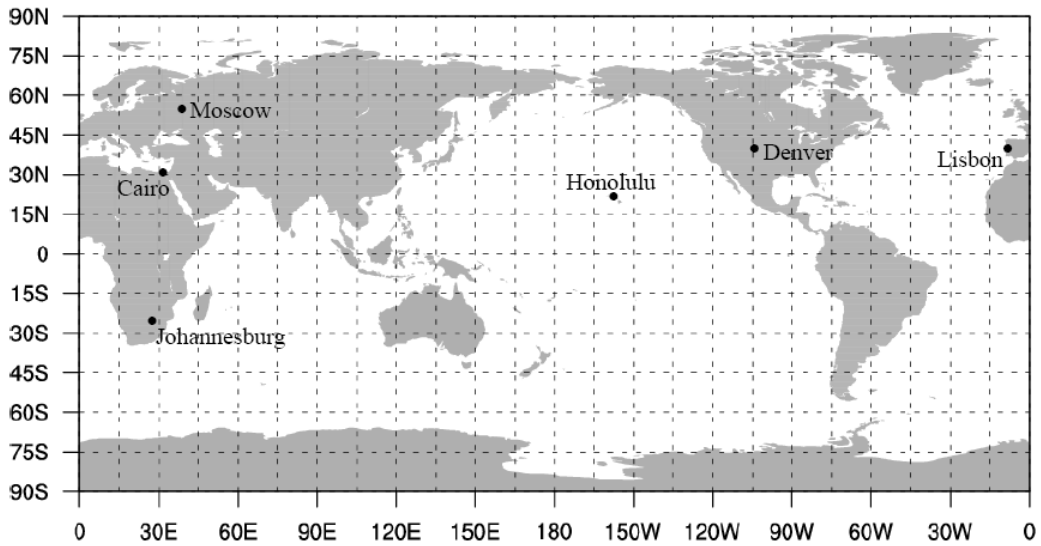 90N
75N
60N
Moscow
45N
Denver
Lisbon
30N
Cairo
Honolulu
15N
0
15S
30S
Johannesburg
45S
60S
75S
90S
0 30E 60E 90E 120E 150E 180 150W 120W 90W 60W 30W 0